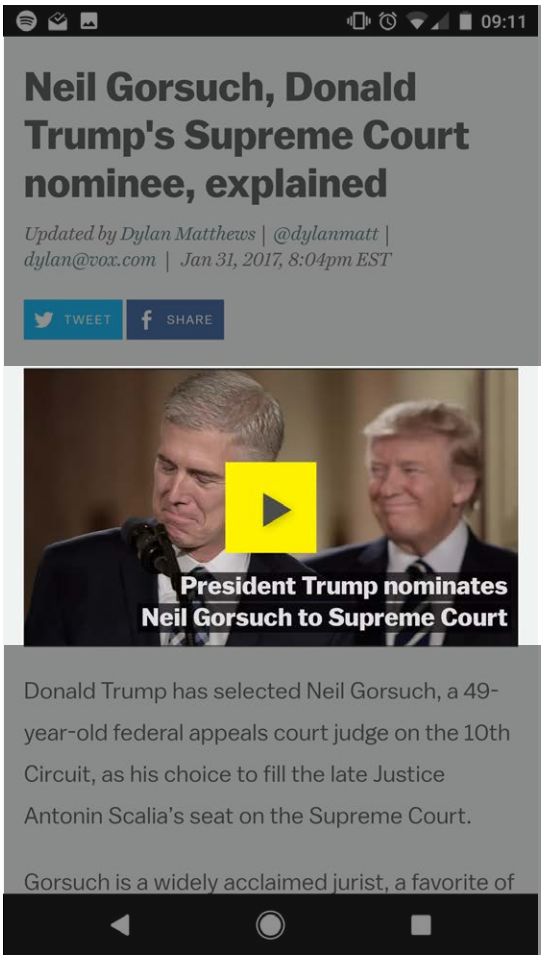 09:11
Neil Gorsuch, Donald
Trump's Supreme Court
nominee, explained
Updated by Dylan Matthews | @dylanmatt |
dylan@vox.com | Jan 31, 2017, 8:04pm EST
TWEET f SHARE
President Trump nominates
Neil Gorsuch to Supreme Court
Donald Trump has selected Neil Gorsuch, a 49-
year-old federal appeals court judge on the 10th
Circuit, as his choice to fill the late Justice
Antonin Scalia’s seat on the Supreme Court.
Gorsuch is a widely acclaimed jurist, a favorite of